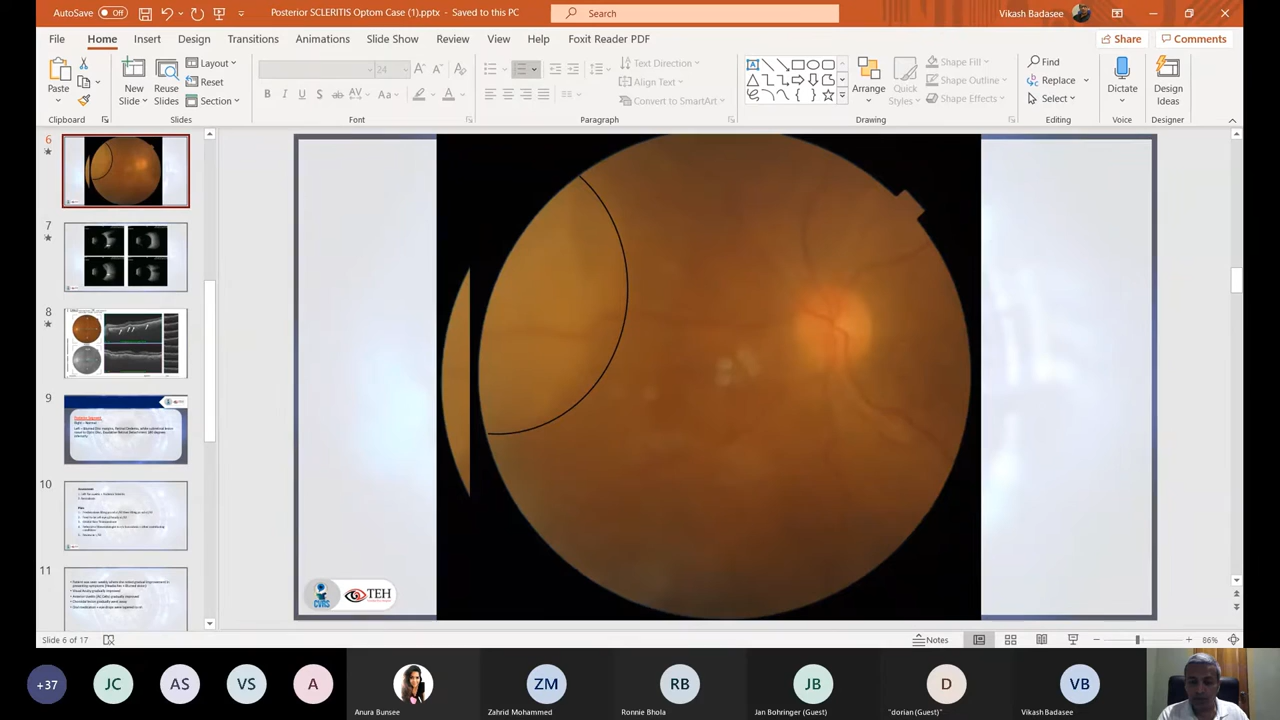 AutoSave Off Posterior SCLERITIS Optom Case (1).pptx - Saved to this PC Search Vikash Badasee
File Home Insert Design Transitions Animations Slide Show Review View Help Foxit Reader PDF Share Comments
Paste
New Slide
Reuse Slides
Layout
Reset
Section
24
Text Direction
Align Text
Convert to SmartArt
Arrange
Quick Styles
Shape Fill
Shape Outline
Shape Effects
Find
Replace
Select
Dictate
Design Ideas
Clipboard Slides Font Paragraph Drawing Editing Voice Designer
6
7
8
9
10
11
Plan
TEH
Slide 6 of 17 Notes 86%
+37 JC AS VS A ZM RB JB D VB
Anura Bunsee Zahrid Mohammed Ronnie Bhola Jan Bohringer (Guest) "dorian (Guest)" Vikash Badasee